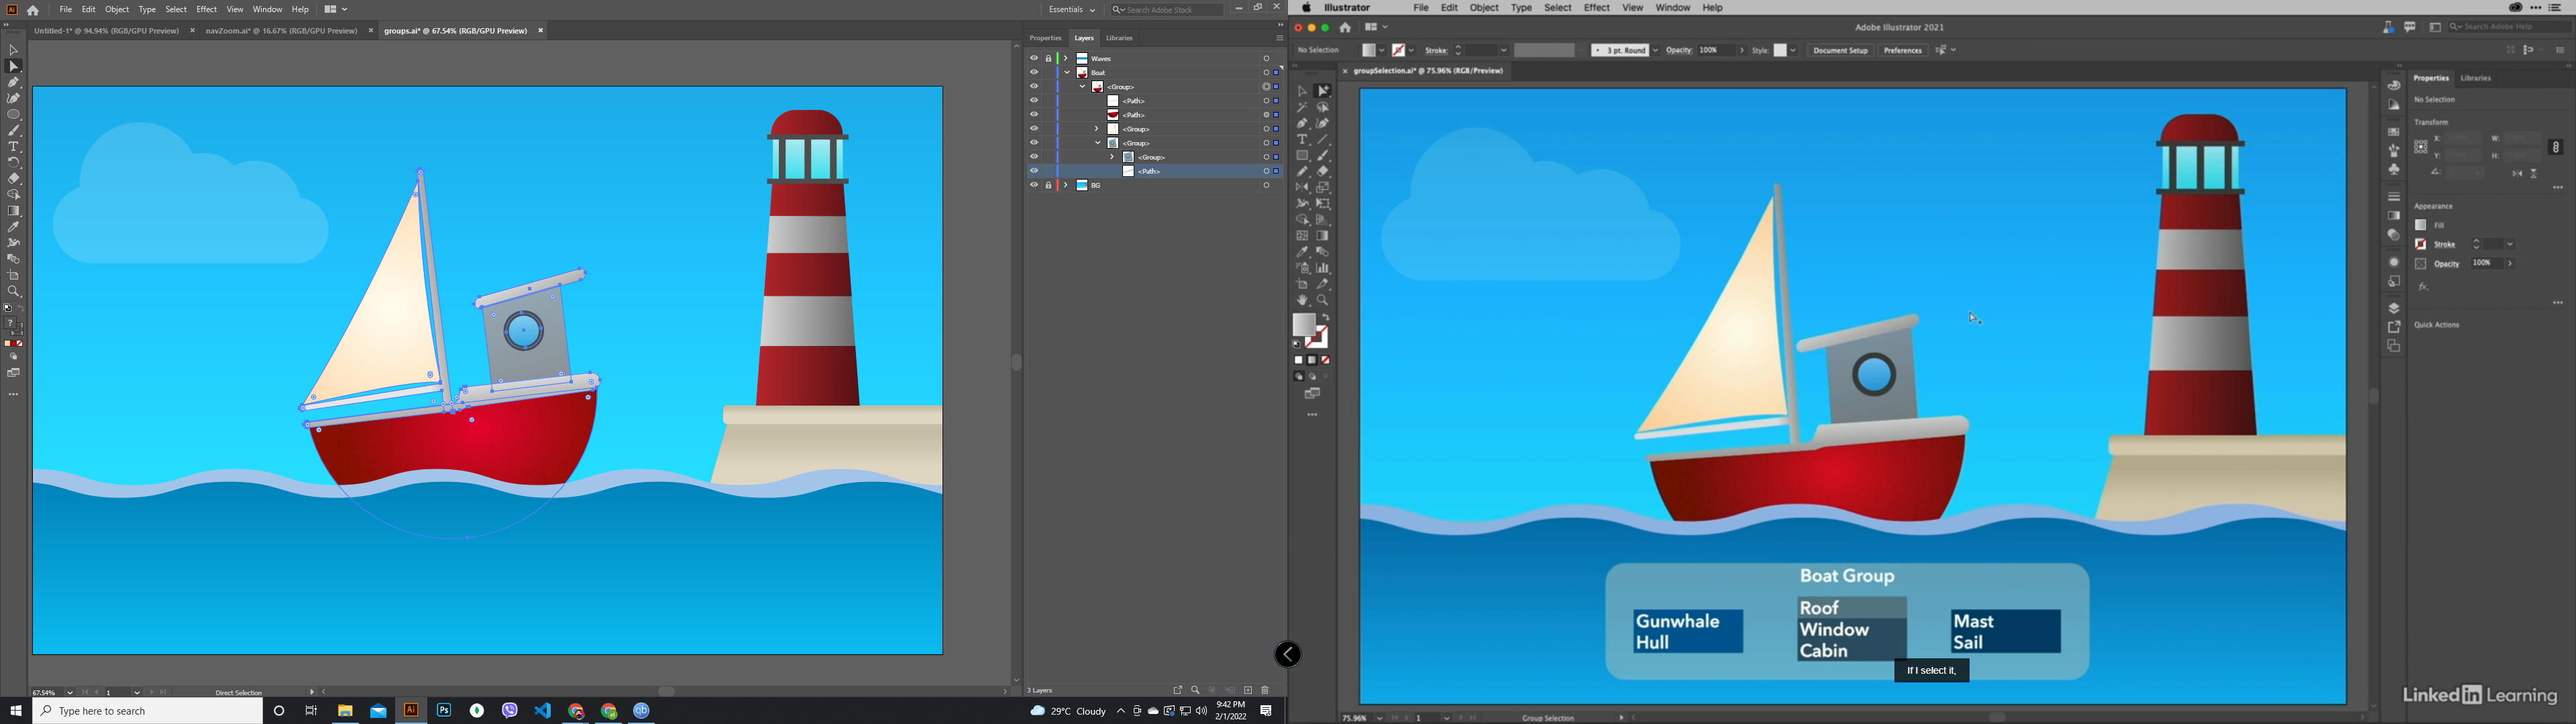 File Edit Object Type Select Effect View Window Help
Essentials
Search Adobe Stock
Untitled-1* @ 94.94% (RGB/GPU Preview)
navZoom.ai* @ 16.67% (RGB/GPU Preview)
groups.ai* @ 67.54% (RGB/GPU Preview)
Properties Layers Libraries
Waves
Boat
<Group>
<Path>
<Path>
<Group>
<Group>
<Group>
<Path>
BG
67.54%
1
Direct Selection
3 Layers
Type here to search
29°C Cloudy
9:42 PM
2/1/2022
Illustrator File Edit Object Type Select Effect View Window Help
Adobe Illustrator 2021
Search Adobe Help
No Selection
Stroke:
3 pt. Round
Opacity: 100%
Style:
Document Setup
Preferences
groupSelection.ai* @ 75.96% (RGB/Preview)
Properties Libraries
No Selection
Transform
X:
W:
Y:
H:
Appearance
Fill
Stroke
Opacity 100%
fx.
Quick Actions
Boat Group
Gunwhale
Hull
Roof
Window
Cabin
Mast
Sail
If I select it,
75.96%
1
Group Selection
Linked in Learning